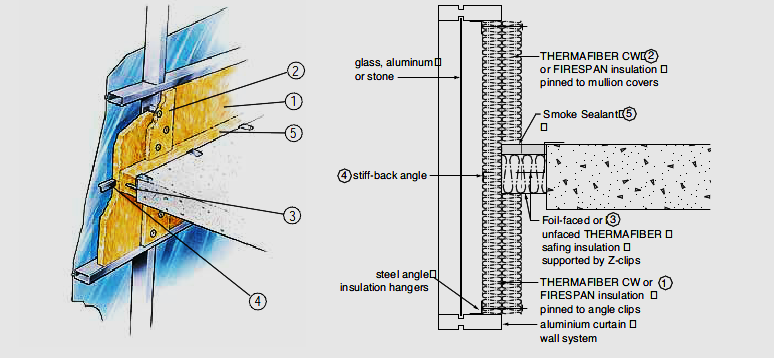 2
1
5
3
4
glass, aluminum
or stone
THERMAFIBER CW 2
or FIRESPAN insulation
pinned to mullion covers
Smoke Sealant 5
4 stiff-back angle
Foil-faced or 3
unfaced THERMAFIBER
safing insulation
supported by Z-clips
steel angle
insulation hangers
THERMAFIBER CW or 1
FIRESPAN insulation
pinned to angle clips
aluminium curtain
wall system